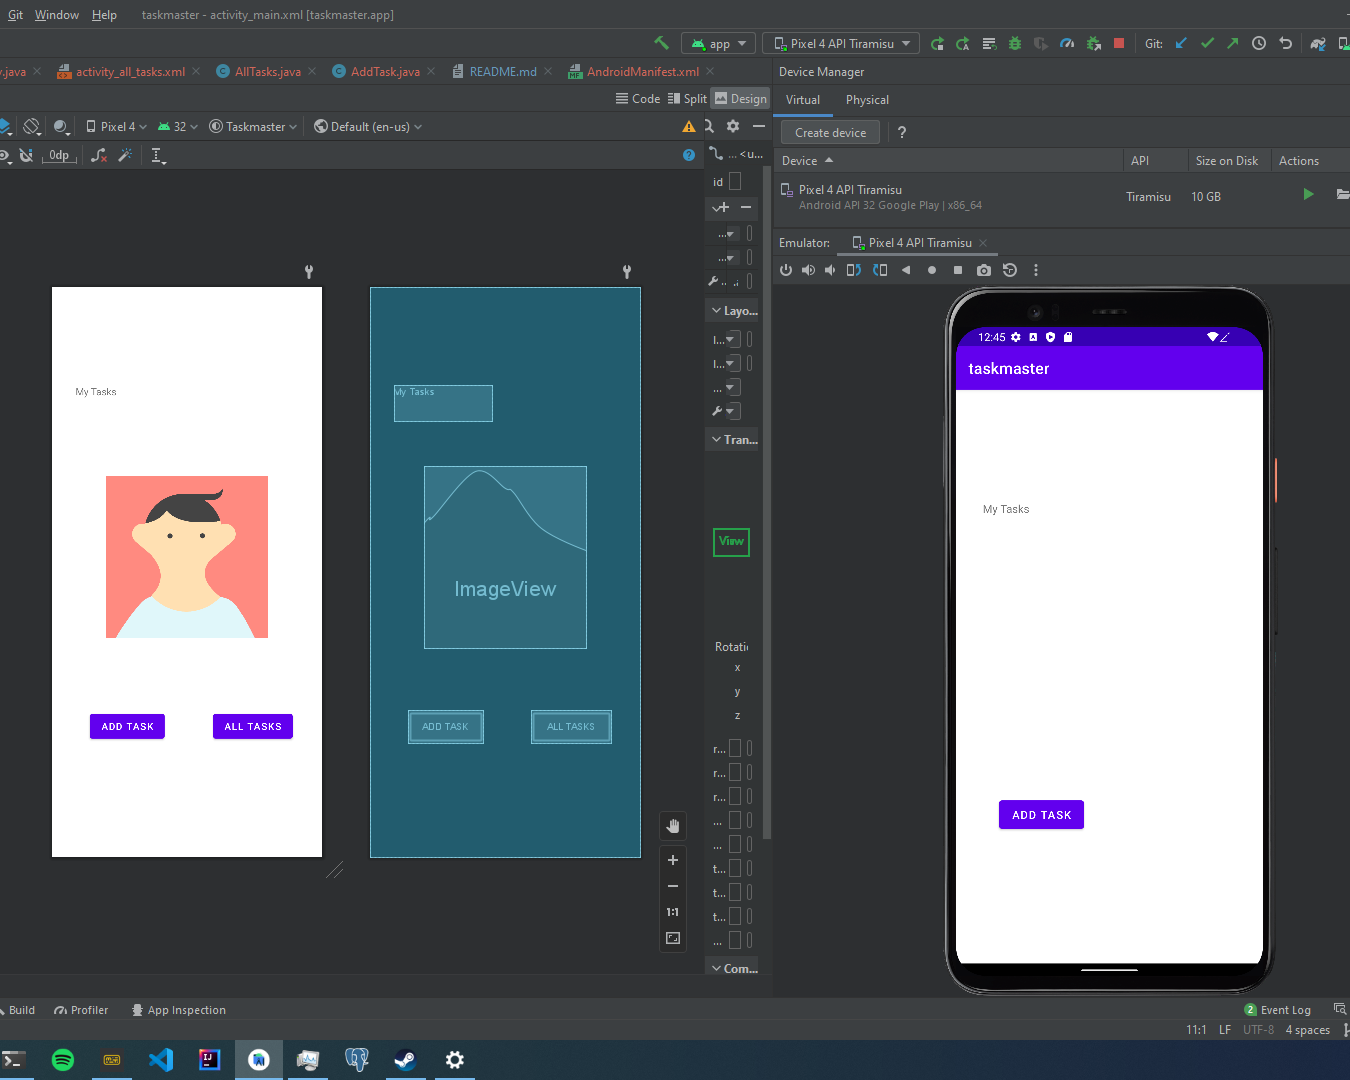 Git Window Help taskmaster - activity_main.xml [taskmaster.app]
app Pixel 4 API Tiramisu Git:
.java activity_all_tasks.xml AllTasks.java AddTask.java README.md AndroidManifest.xml Device Manager
Code Split Design Virtual Physical
Pixel 4 32 Taskmaster Default (en-us)
Create device ?
0dp
... <u...
Device API Size on Disk Actions
id
Pixel 4 API Tiramisu
Android API 32 Google Play | x86_64
Tiramisu 10 GB
Emulator: Pixel 4 API Tiramisu
Layo...
12:45
taskmaster
My Tasks
My Tasks
Tran...
My Tasks
View
ImageView
Rotati
x
y
z
ADD TASK ALL TASKS
ADD TASK ALL TASKS
r...
r...
r...
...
...
t...
t...
t...
...
ADD TASK
1:1
Com...
Build Profiler App Inspection 2 Event Log
11:1 LF UTF-8 4 spaces